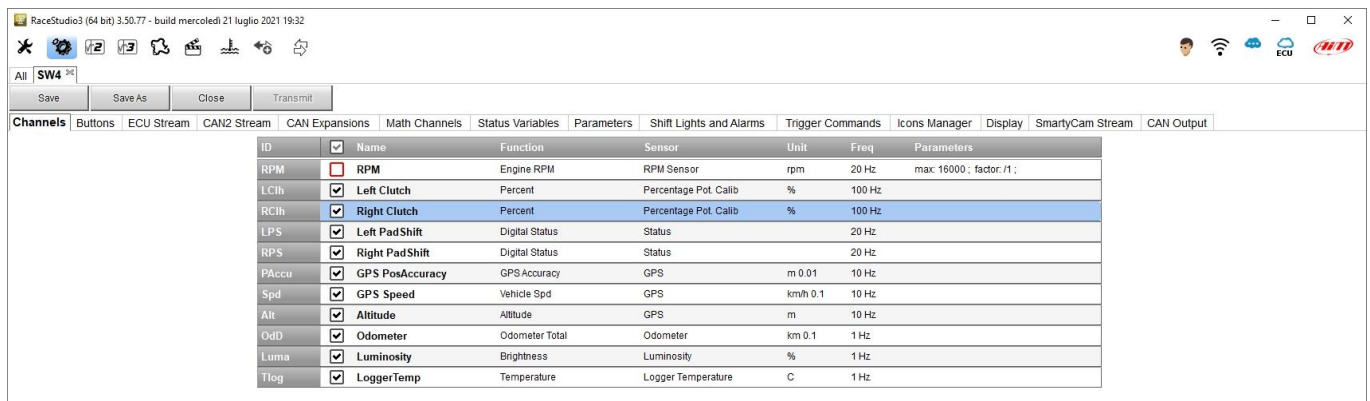 RaceStudio3 (64 bit) 3.50.77 - build mercoledì 21 luglio 2021 19:32
ECU AiM
All SW4
Save Save As Close Transmit
Channels Buttons ECU Stream CAN2 Stream CAN Expansions Math Channels Status Variables Parameters Shift Lights and Alarms Trigger Commands Icons Manager Display SmartyCam Stream CAN Output
ID Name Function Sensor Unit Freq Parameters
RPM RPM Engine RPM RPM Sensor rpm 20 Hz max: 16000 ; factor: /1 ;
LClh Left Clutch Percent Percentage Pot. Calib % 100 Hz
RClh Right Clutch Percent Percentage Pot. Calib % 100 Hz
LPS Left PadShift Digital Status Status 20 Hz
RPS Right PadShift Digital Status Status 20 Hz
PAccu GPS PosAccuracy GPS Accuracy GPS m 0.01 10 Hz
Spd GPS Speed Vehicle Spd GPS km/h 0.1 10 Hz
Alt Altitude Altitude GPS m 10 Hz
OdD Odometer Odometer Total Odometer km 0.1 1 Hz
Luma Luminosity Brightness Luminosity % 1 Hz
Tlog LoggerTemp Temperature Logger Temperature C 1 Hz